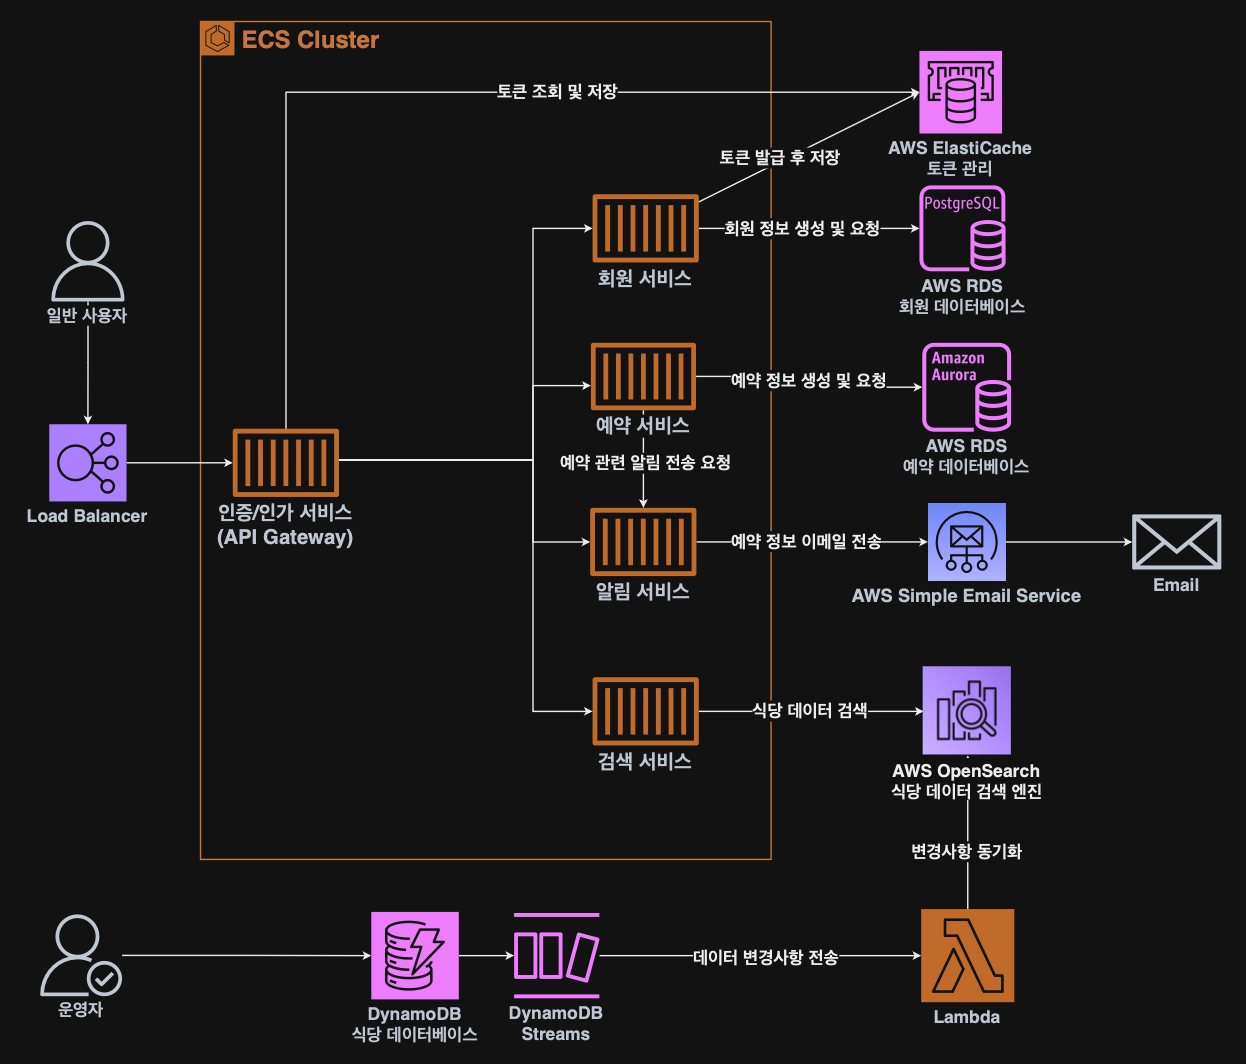 ECS Cluster
토큰 조회 및 저장
AWS ElastiCache
토큰 관리
토큰 발급 후 저장
PostgreSQL
회원 정보 생성 및 요청
회원 서비스
AWS RDS
회원 데이터베이스
일반 사용자
Amazon
Aurora
예약 정보 생성 및 요청
예약 서비스
AWS RDS
예약 데이터베이스
예약 관련 알림 전송 요청
Load Balancer
인증/인가 서비스
(API Gateway)
예약 정보 이메일 전송
알림 서비스
AWS Simple Email Service
Email
식당 데이터 검색
검색 서비스
AWS OpenSearch
식당 데이터 검색 엔진
변경사항 동기화
데이터 변경사항 전송
운영자
DynamoDB
식당 데이터베이스
DynamoDB
Streams
Lambda